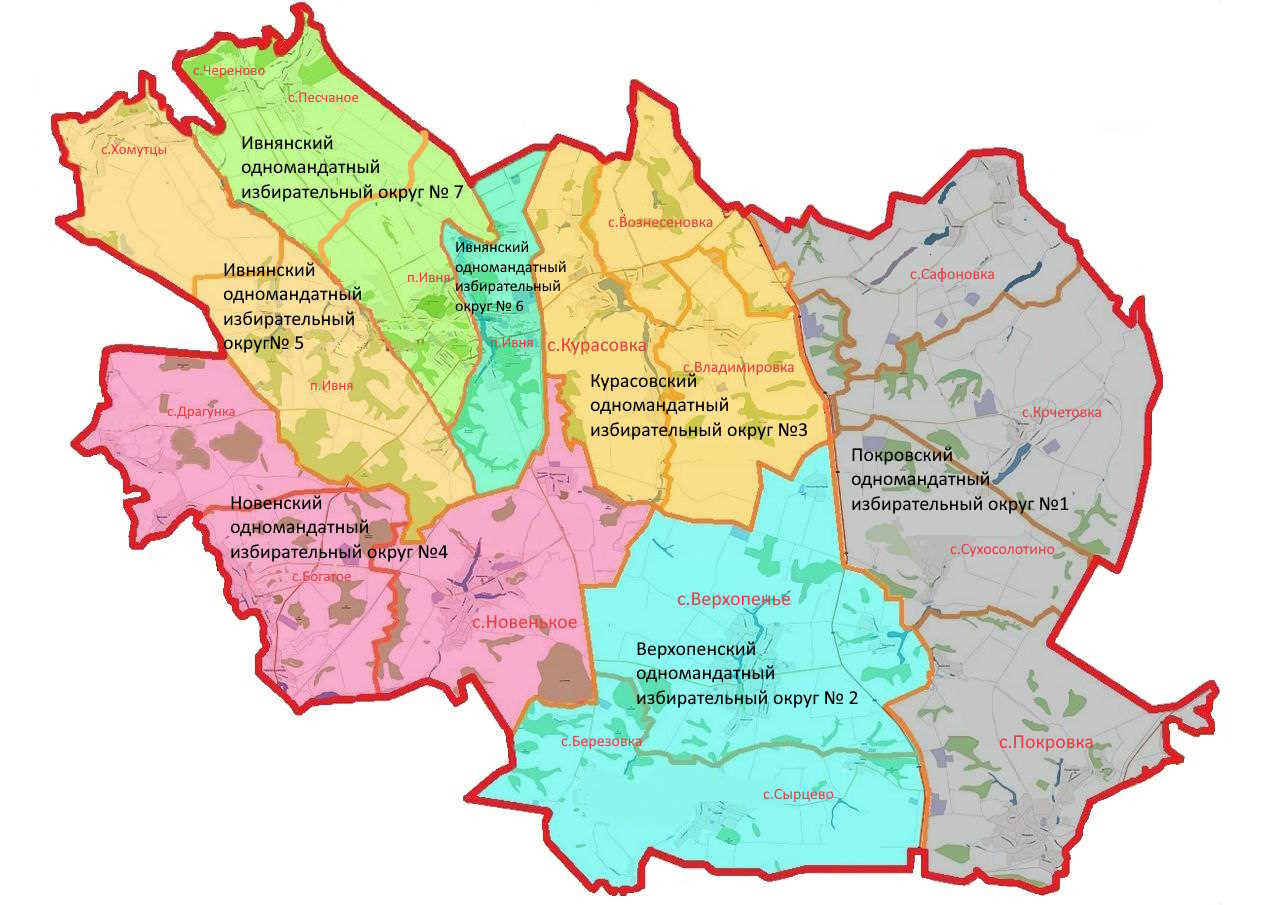 с.Череново
с.Песчаное
с.Хомутцы
Ивнянский
одномандатный
избирательный округ № 7
с.Вознесеновка
Ивнянский
одномандатный
избирательный
округ № 6
с.Сафоновка
Ивнянский
одномандатный
избирательный
округ№ 5
п.Ивня
п.Ивня
с.Курасовка
с.Владимировка
п.Ивня
Курасовский
одномандатный
избирательный округ №3
с.Драгунка
с.Кочетовка
Покровский
одномандатный
избирательный округ №1
Новенский
одномандатный
избирательный округ №4
с.Сухосолотино
с.Богатое
с.Верхопенье
с.Новенькое
Верхопенский
одномандатный
избирательный округ № 2
с.Березовка
с.Покровка
с.Сырцево